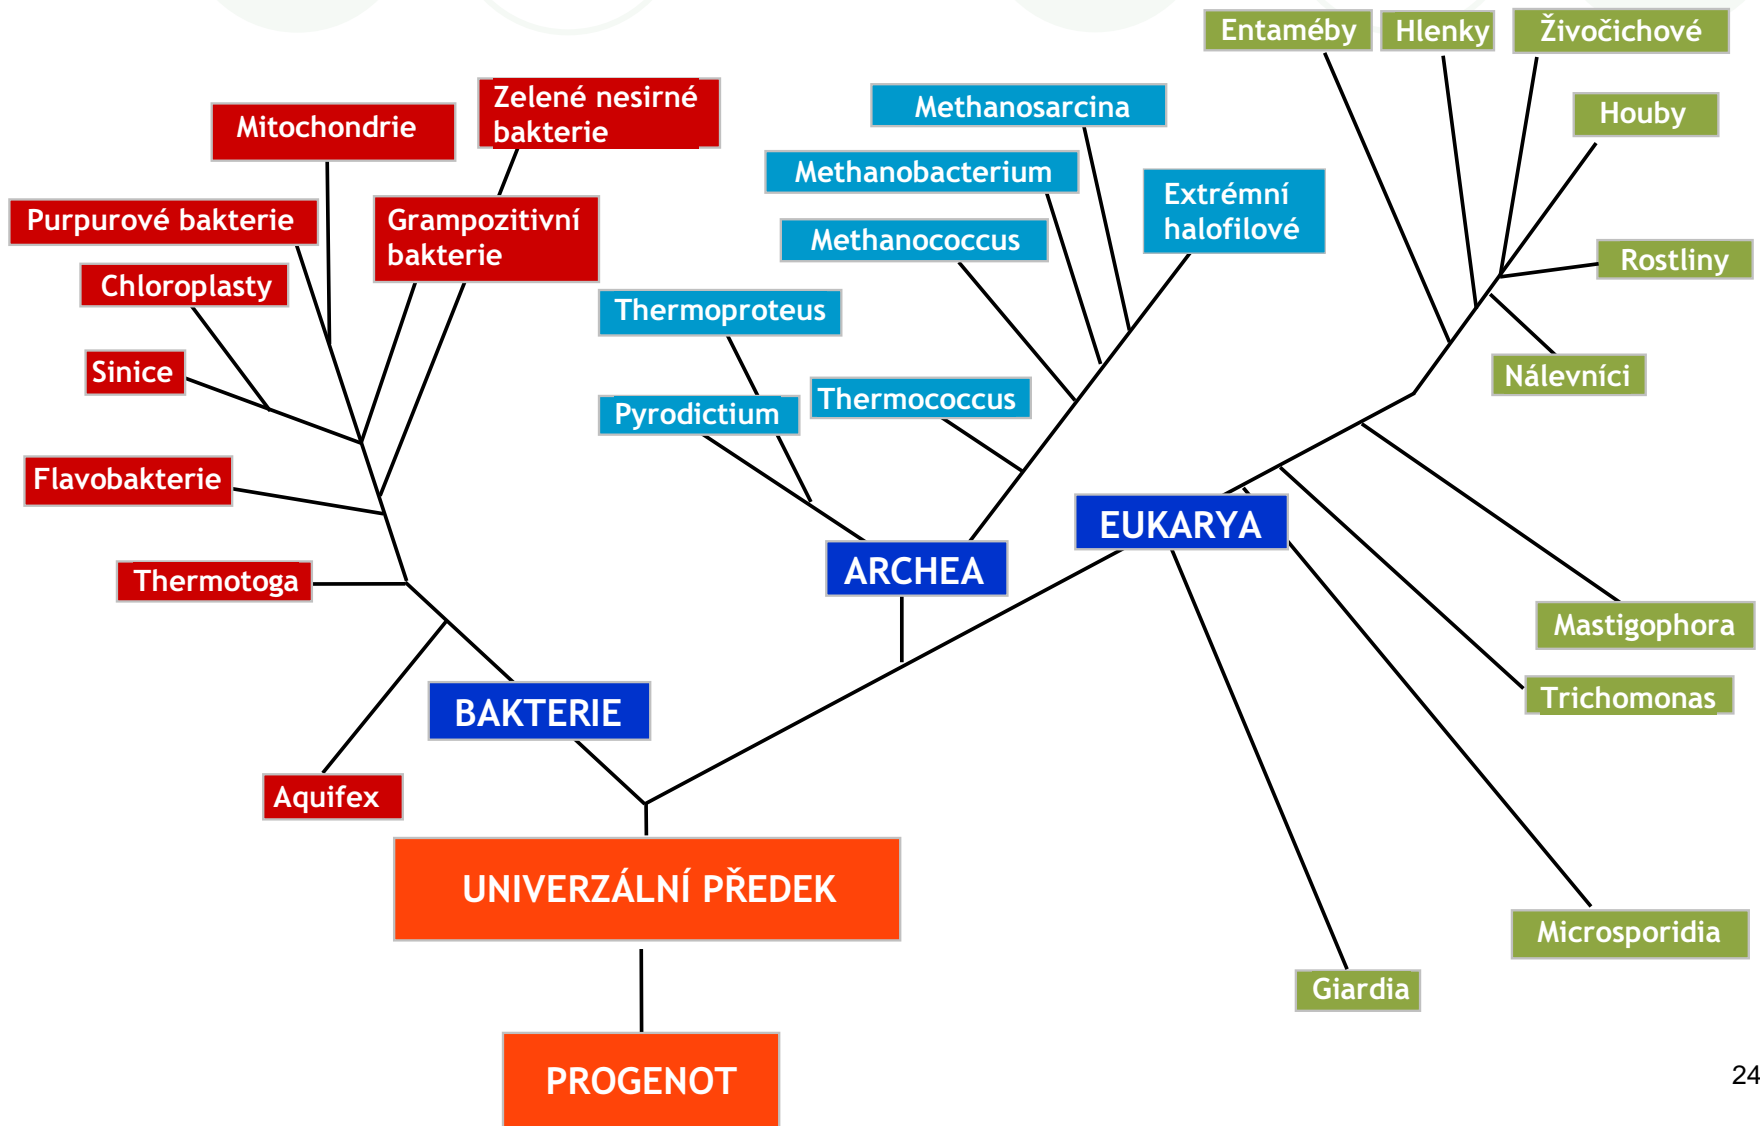 Entaméby
Hlenky
Živočichové
Zelené nesirné
bakterie
Methanosarcina
Mitochondrie
Houby
Methanobacterium
Extrémní
halofilové
Purpurové bakterie
Grampozitivní
bakterie
Methanococcus
Rostliny
Chloroplasty
Thermoproteus
Sinice
Nálevníci
Thermococcus
Pyrodictium
Flavobakterie
EUKARYA
ARCHEA
Thermotoga
Mastigophora
Trichomonas
BAKTERIE
Aquifex
UNIVERZÁLNÍ PŘEDEK
Microsporidia
Giardia
PROGENOT
24